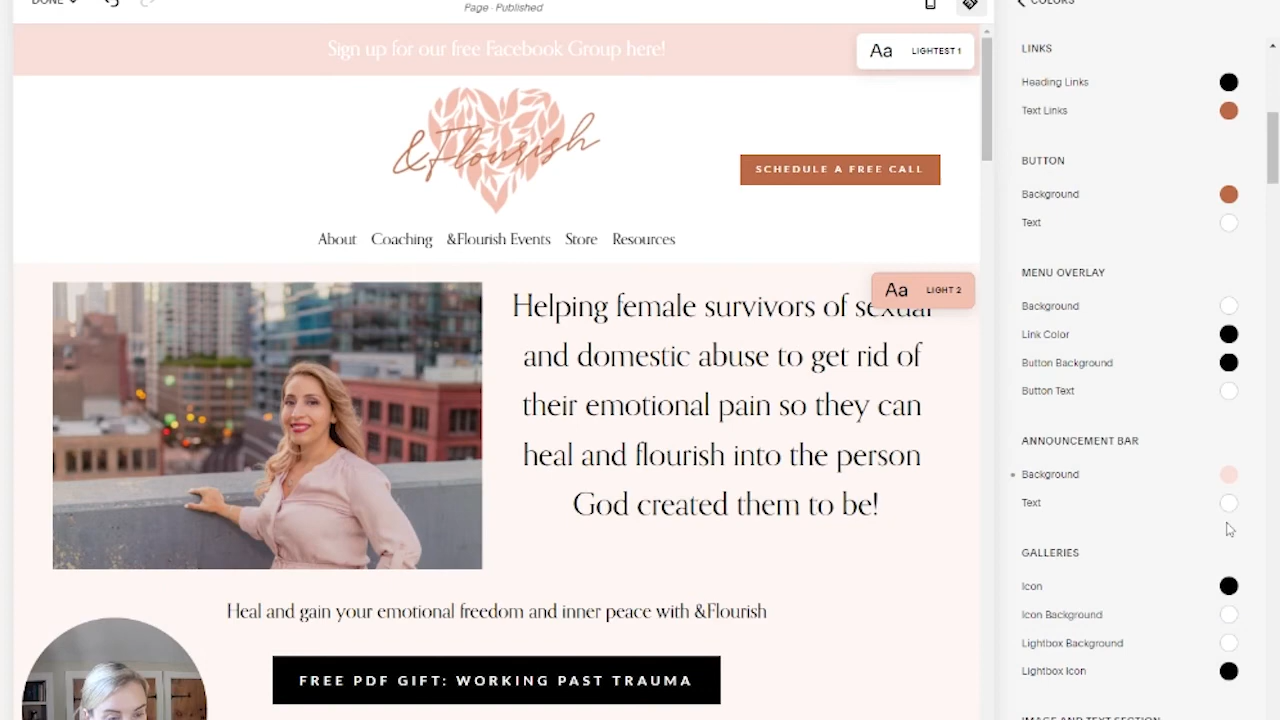 DONE
Page · Published
COLORS
Sign up for our free Facebook Group here!
Aa LIGHTEST 1
&Flourish
SCHEDULE A FREE CALL
About Coaching &Flourish Events Store Resources
Aa LIGHT 2
Helping female survivors of sexual
and domestic abuse to get rid of
their emotional pain so they can
heal and flourish into the person
God created them to be!
Heal and gain your emotional freedom and inner peace with &Flourish
FREE PDF GIFT: WORKING PAST TRAUMA
LINKS
Heading Links
Text Links
BUTTON
Background
Text
MENU OVERLAY
Background
Link Color
Button Background
Button Text
ANNOUNCEMENT BAR
Background
Text
GALLERIES
Icon
Icon Background
Lightbox Background
Lightbox Icon
IMAGE AND TEXT SECTION